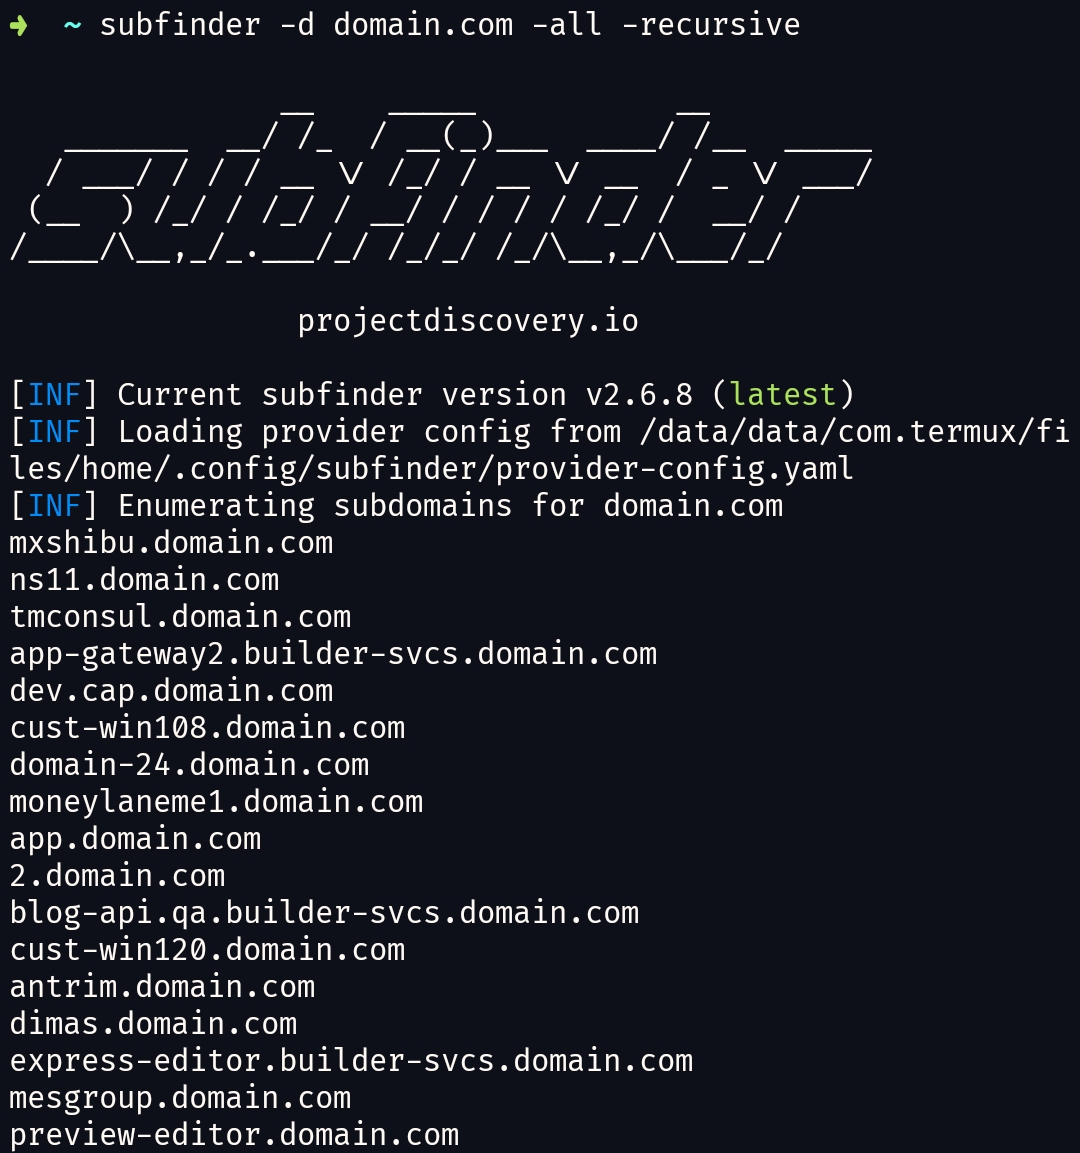 ➜  ~ subfinder -d domain.com -all -recursive
               __    _____           __
   _______  __/ /_  / __(_)___  ____/ /__  _____
  / ___/ / / / __ \/ /_/ / __ \/ __  / _ \/ ___/
 (__  ) /_/ / /_/ / __/ / / / / /_/ /  __/ /
/____/\__,_/_.___/_/ /_/_/ /_/\__,_/\___/_/
projectdiscovery.io
[INF] Current subfinder version v2.6.8 (latest)
[INF] Loading provider config from /data/data/com.termux/fi
les/home/.config/subfinder/provider-config.yaml
[INF] Enumerating subdomains for domain.com
mxshibu.domain.com
ns11.domain.com
tmconsul.domain.com
app-gateway2.builder-svcs.domain.com
dev.cap.domain.com
cust-win108.domain.com
domain-24.domain.com
moneylaneme1.domain.com
app.domain.com
2.domain.com
blog-api.qa.builder-svcs.domain.com
cust-win120.domain.com
antrim.domain.com
dimas.domain.com
express-editor.builder-svcs.domain.com
mesgroup.domain.com
preview-editor.domain.com